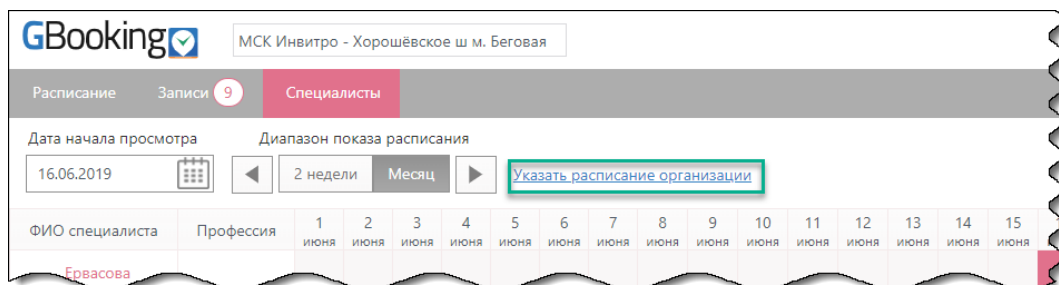 GBooking
МСК Инвитро - Хорошёвское ш м. Беговая
Расписание Записи 9 Специалисты
Дата начала просмотра Диапазон показа расписания
16.06.2019 2 недели Месяц Указать расписание организации
ФИО специалиста Профессия 1 2 3 4 5 6 7 8 9 10 11 12 13 14 15
июня июня июня июня июня июня июня июня июня июня июня июня июня июня июня
Ервасова